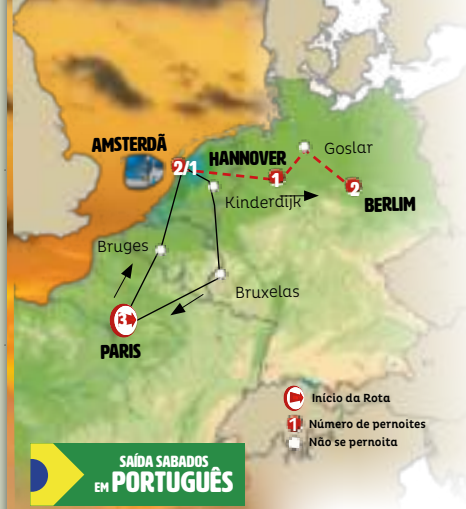 AMSTERDÃ
2/1
HANNOVER
1
Goslar
2
BERLIM
Kinderdijk
Bruges
Bruxelas
3
PARIS
Início da Rota
1 Número de pernoites
Não se pernoita
SAÍDA SABADOS
EM PORTUGUÊS